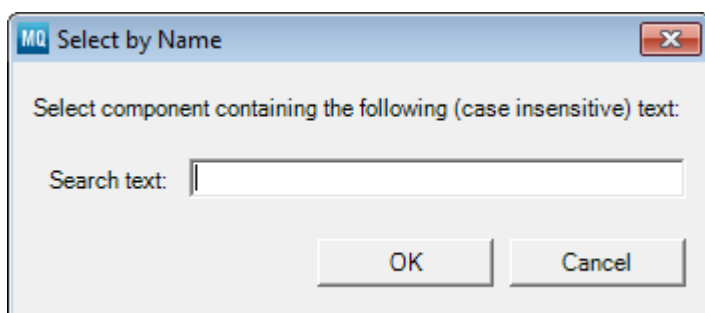 MQ Select by Name
Select component containing the following (case insensitive) text:
Search text:
OK Cancel